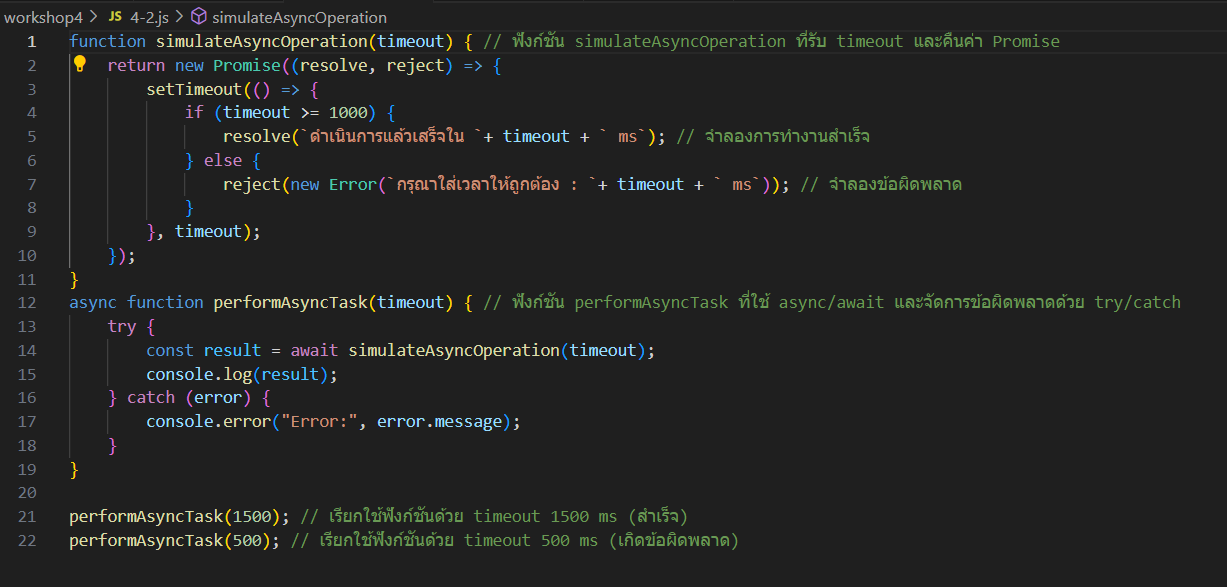 workshop4 > JS 4-2.js > simulateAsyncOperation
1 function simulateAsyncOperation(timeout) { // ฟังก์ชัน simulateAsyncOperation ที่รับ timeout และคืนค่า Promise
2 return new Promise((resolve, reject) => {
3 setTimeout(() => {
4 if (timeout >= 1000) {
5 resolve(`ดำเนินการแล้วเสร็จใน `+ timeout + ` ms`); // จำลองการทำงานสำเร็จ
6 } else {
7 reject(new Error(`กรุณาใส่เวลาให้ถูกต้อง : `+ timeout + ` ms`)); // จำลองข้อผิดพลาด
8 }
9 }, timeout);
10 });
11 }
12 async function performAsyncTask(timeout) { // ฟังก์ชัน performAsyncTask ที่ใช้ async/await และจัดการข้อผิดพลาดด้วย try/catch
13 try {
14 const result = await simulateAsyncOperation(timeout);
15 console.log(result);
16 } catch (error) {
17 console.error("Error:", error.message);
18 }
19 }
20
21 performAsyncTask(1500); // เรียกใช้ฟังก์ชันด้วย timeout 1500 ms (สำเร็จ)
22 performAsyncTask(500); // เรียกใช้ฟังก์ชันด้วย timeout 500 ms (เกิดข้อผิดพลาด)